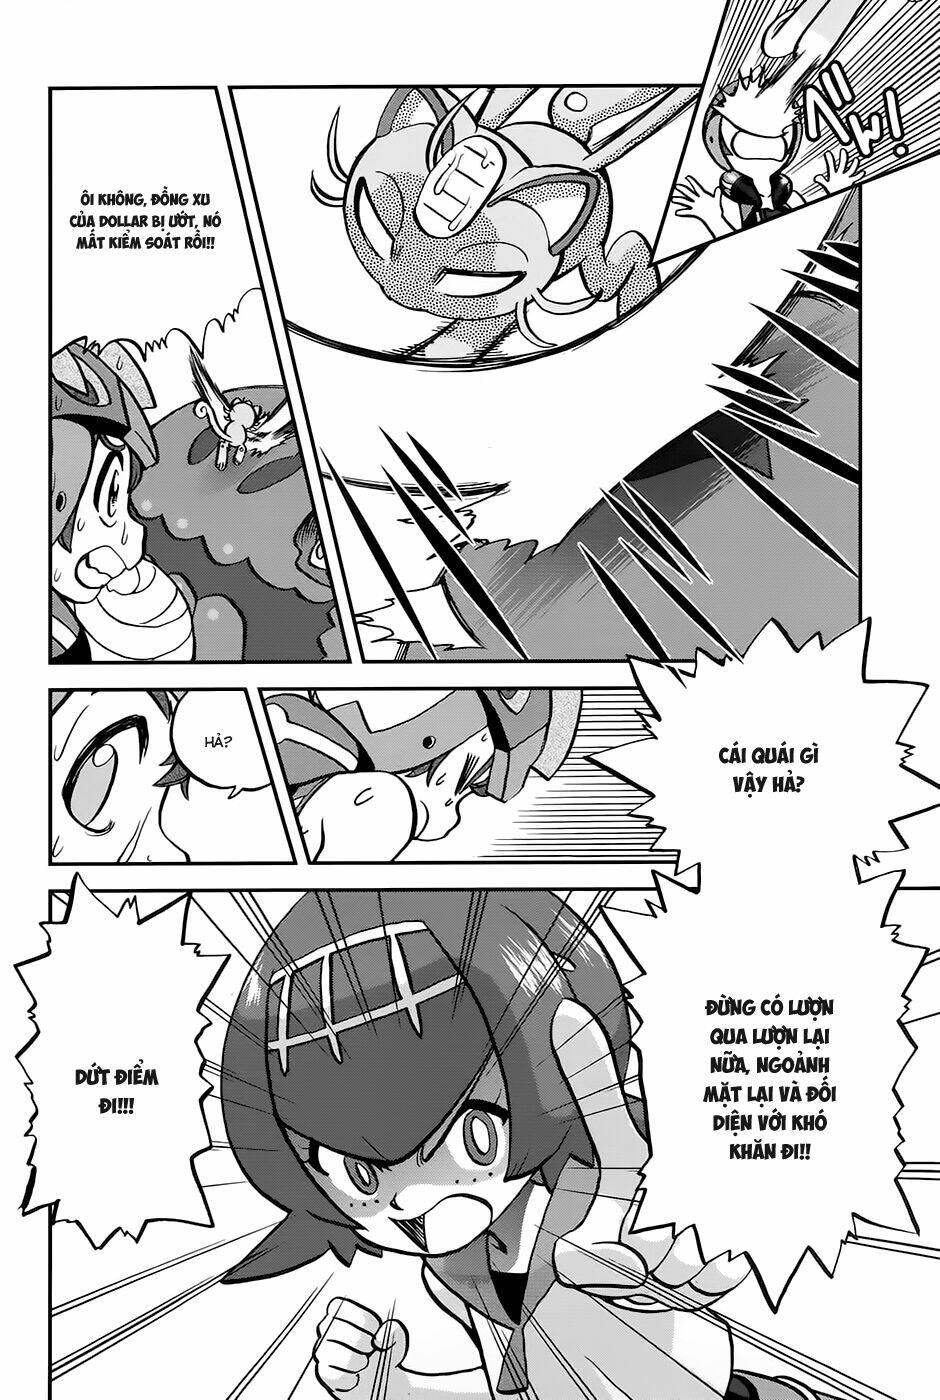 ÔI KHÔNG, ĐỒNG XU
CỦA DOLLAR BỊ ƯỚT, NÓ
MẤT KIỂM SOÁT RỒI!!
HẢ?
CÁI QUÁI GÌ
VẬY HẢ?
ĐỪNG CÓ LƯỢN
QUA LƯỢN LẠI
NỮA, NGOẢNH
MẶT LẠI VÀ ĐỐI
DIỆN VỚI KHÓ
KHĂN ĐI!!
DỨT ĐIỂM
ĐI!!!